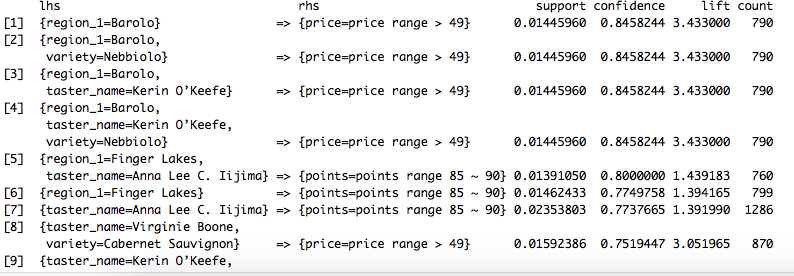 lhs rhs support confidence lift count
[1] {region_1=Barolo} => {price=price range > 49} 0.01445960 0.8458244 3.433000 790
[2] {region_1=Barolo,
variety=Nebbiolo} => {price=price range > 49} 0.01445960 0.8458244 3.433000 790
[3] {region_1=Barolo,
taster_name=Kerin O’Keefe} => {price=price range > 49} 0.01445960 0.8458244 3.433000 790
[4] {region_1=Barolo,
taster_name=Kerin O’Keefe,
variety=Nebbiolo} => {price=price range > 49} 0.01445960 0.8458244 3.433000 790
[5] {region_1=Finger Lakes,
taster_name=Anna Lee C. Iijima} => {points=points range 85 ~ 90} 0.01391050 0.8000000 1.439183 760
[6] {region_1=Finger Lakes} => {points=points range 85 ~ 90} 0.01462433 0.7749758 1.394165 799
[7] {taster_name=Anna Lee C. Iijima} => {points=points range 85 ~ 90} 0.02353803 0.7737665 1.391990 1286
[8] {taster_name=Virginie Boone,
variety=Cabernet Sauvignon} => {price=price range > 49} 0.01592386 0.7519447 3.051965 870
[9] {taster_name=Kerin O’Keefe,